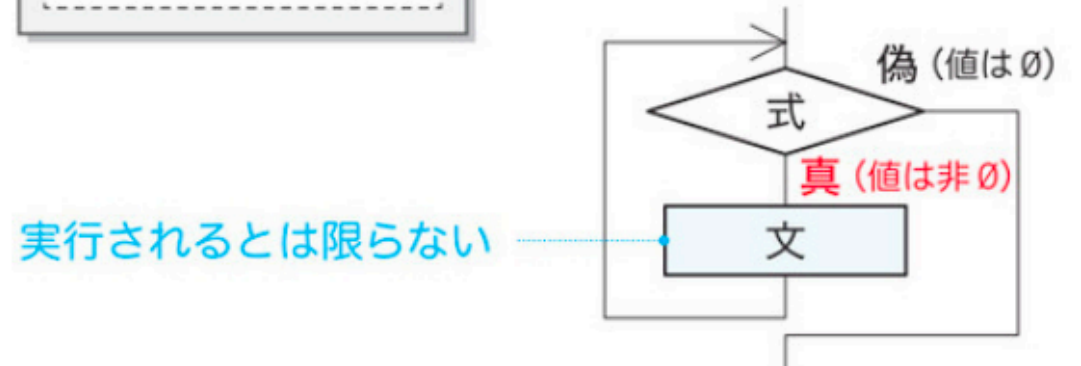 偽（値は0）
式
真（値は非0）
実行されるとは限らない
文